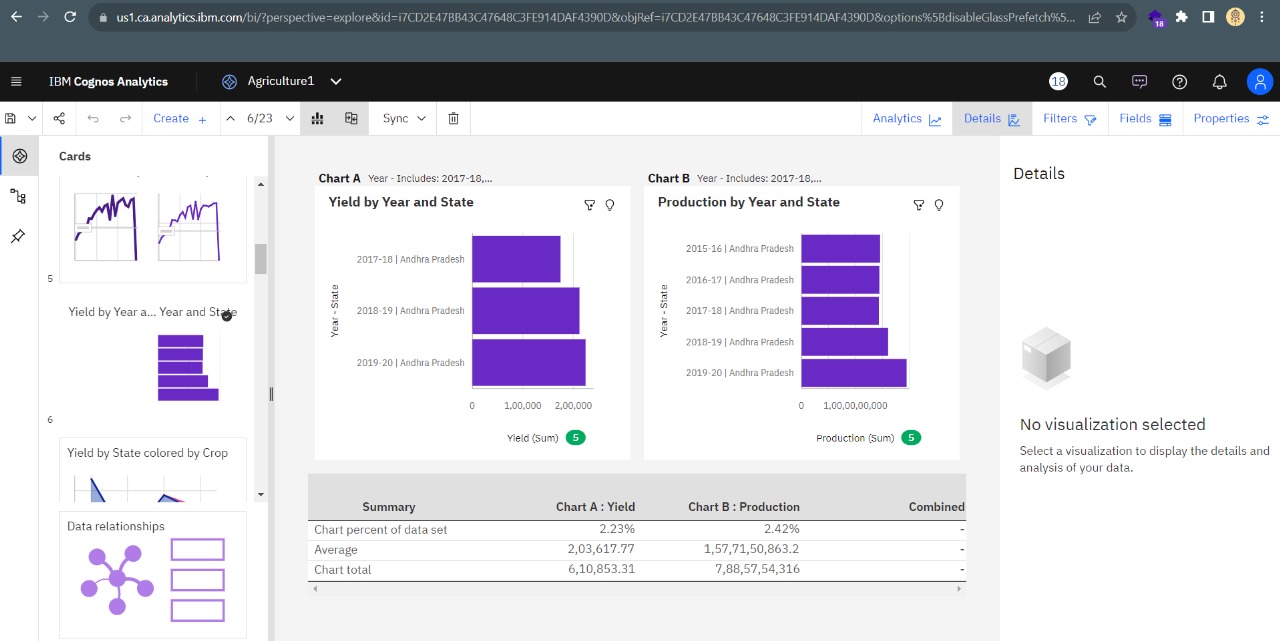 us1.ca.analytics.ibm.com/bi/?perspective=explore&id=i7CD2E47BB43C47648C3FE914DAF4390D&objRef=i7CD2E47BB43C47648C3FE914DAF4390D&options%5BdisableGlassPrefetch%5...
18
IBM Cognos Analytics
Agriculture1
18
Create +
6/23
Sync
Analytics
Details
Filters
Fields
Properties
Cards
5
Yield by Year a... Year and State
6
Yield by State colored by Crop
Data relationships
Chart A Year - Includes: 2017-18,...
Yield by Year and State
Year - State
2017-18 | Andhra Pradesh
2018-19 | Andhra Pradesh
2019-20 | Andhra Pradesh
0 1,00,000 2,00,000
Yield (Sum) 5
Chart B Year - Includes: 2017-18,...
Production by Year and State
Year - State
2015-16 | Andhra Pradesh
2016-17 | Andhra Pradesh
2017-18 | Andhra Pradesh
2018-19 | Andhra Pradesh
2019-20 | Andhra Pradesh
0 1,00,00,00,000
Production (Sum) 5
Summary Chart A : Yield Chart B : Production Combined
Chart percent of data set 2.23% 2.42% -
Average 2,03,617.77 1,57,71,50,863.2 -
Chart total 6,10,853.31 7,88,57,54,316 -
Details
No visualization selected
Select a visualization to display the details and
analysis of your data.